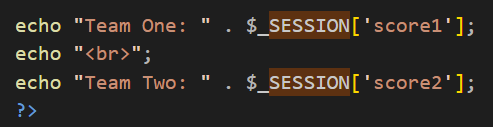 echo "Team One: " . $_SESSION['score1'];
echo "<br>";
echo "Team Two: " . $_SESSION['score2'];
?>